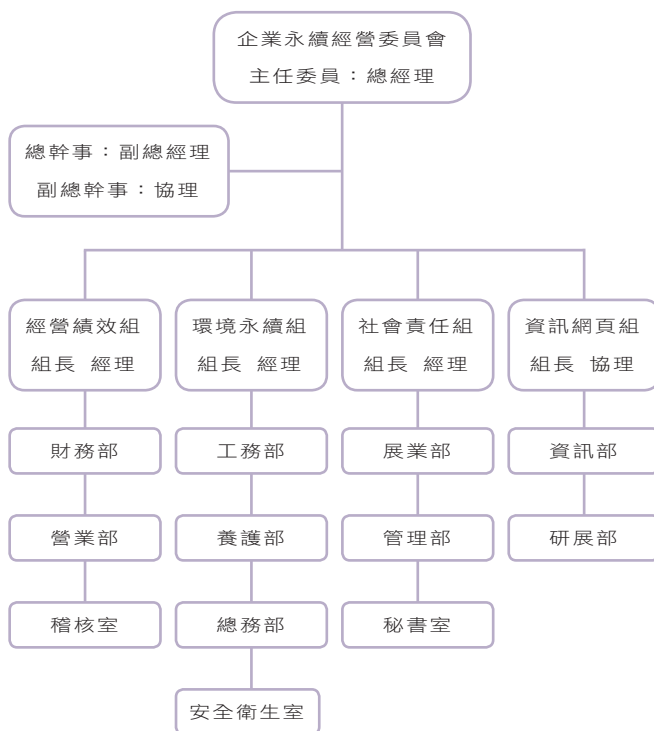 企業永續經營委員會
主任委員：總經理
總幹事：副總經理
副總幹事：協理
經營績效組
組長 經理
環境永續組
組長 經理
社會責任組
組長 經理
資訊網頁組
組長 協理
財務部
工務部
展業部
資訊部
營業部
養護部
管理部
研展部
稽核室
總務部
秘書室
安全衛生室